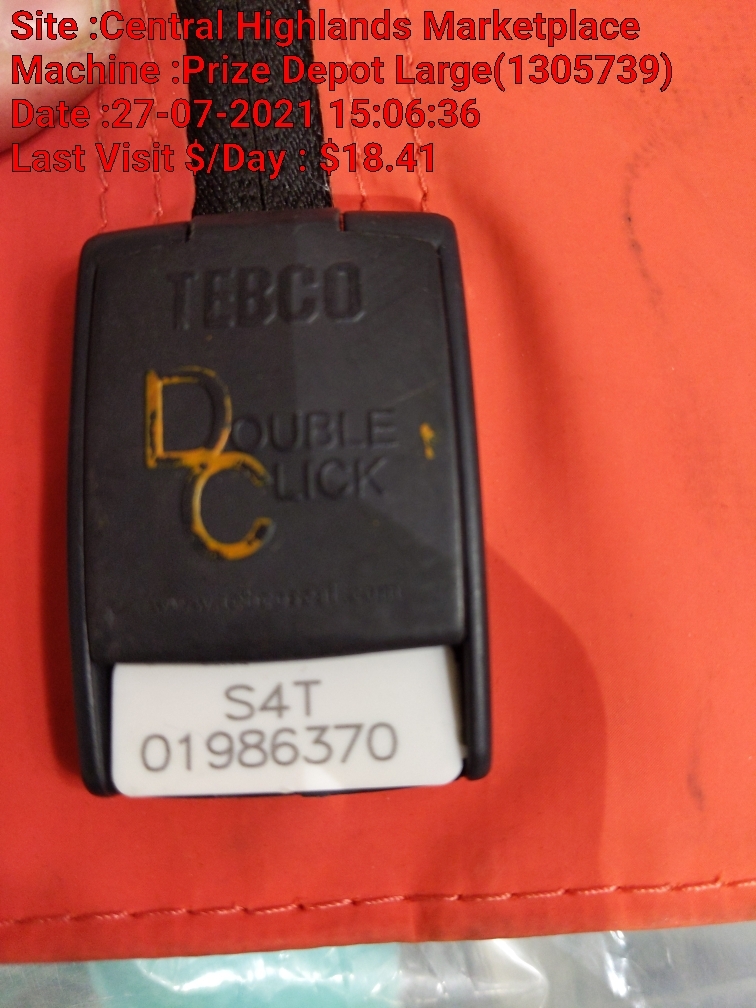 Site :Central Highlands Marketplace
Machine :Prize Depot Large(1305739)
Date :27-07-2021 15:06:36
Last Visit $/Day : $18.41
TEBCO
DOUBLE
CLICK
S4T
01986370